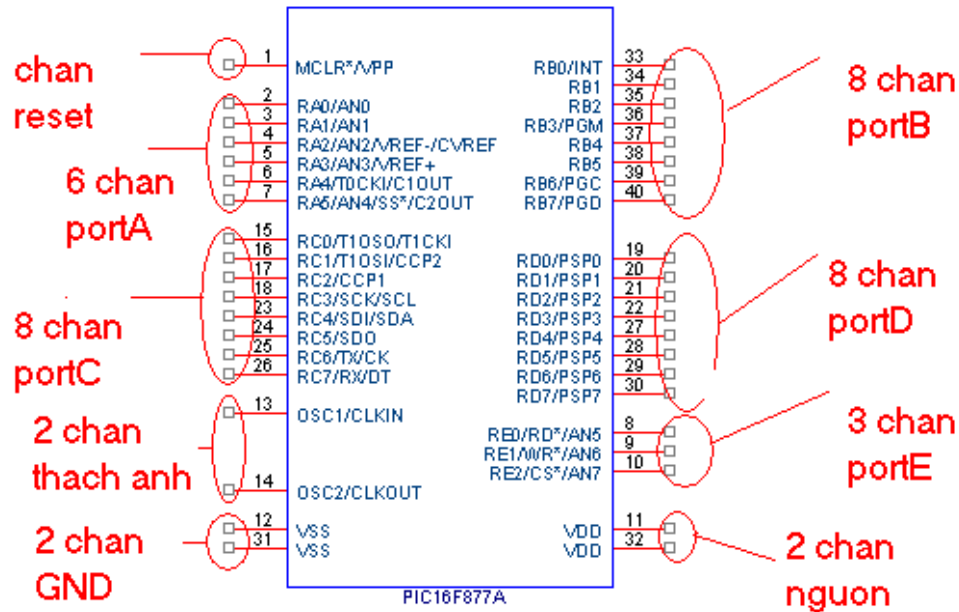 chan
reset
1 MCLR*/VPP
2 RA0/AN0
3 RA1/AN1
4 RA2/AN2/VREF-/CVREF
5 RA3/AN3/VREF+
6 RA4/T0CKI/C1OUT
7 RA5/AN4/SS*/C2OUT
6 chan
portA
15 RC0/T1OSO/T1CKI
16 RC1/T1OSI/CCP2
17 RC2/CCP1
18 RC3/SCK/SCL
23 RC4/SDI/SDA
24 RC5/SDO
25 RC6/TX/CK
26 RC7/RX/DT
8 chan
portC
13 OSC1/CLKIN
14 OSC2/CLKOUT
2 chan
thach anh
12 VSS
31 VSS
2 chan
GND
RB0/INT 33
RB1 34
RB2 35
RB3/PGM 36
RB4 37
RB5 38
RB6/PGC 39
RB7/PGD 40
8 chan
portB
RD0/PSP0 19
RD1/PSP1 20
RD2/PSP2 21
RD3/PSP3 22
RD4/PSP4 27
RD5/PSP5 28
RD6/PSP6 29
RD7/PSP7 30
8 chan
portD
RE0/RD*/AN5 8
RE1/WR*/AN6 9
RE2/CS*/AN7 10
3 chan
portE
VDD 11
VDD 32
2 chan
nguon
PIC16F877A